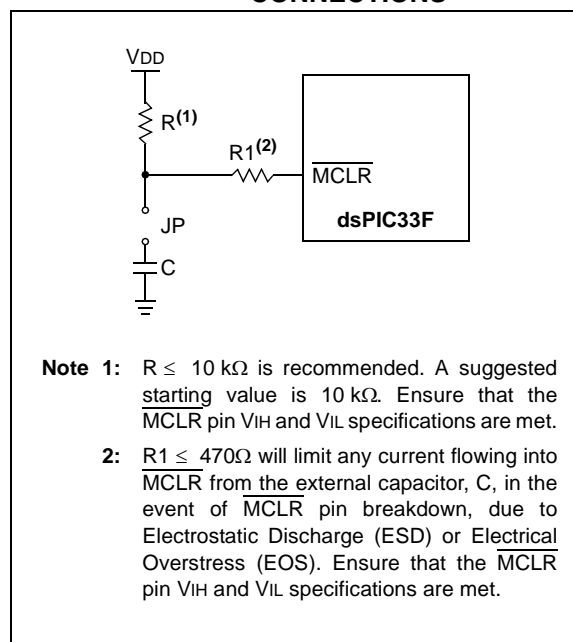 CONNECTIONS
VDD
R(1)
R1(2)
MCLR
dsPIC33F
JP
C
Note 1: R ≤ 10 kΩ is recommended. A suggested
starting value is 10 kΩ. Ensure that the
MCLR pin VIH and VIL specifications are met.
2: R1 ≤ 470Ω will limit any current flowing into
MCLR from the external capacitor, C, in the
event of MCLR pin breakdown, due to
Electrostatic Discharge (ESD) or Electrical
Overstress (EOS). Ensure that the MCLR
pin VIH and VIL specifications are met.